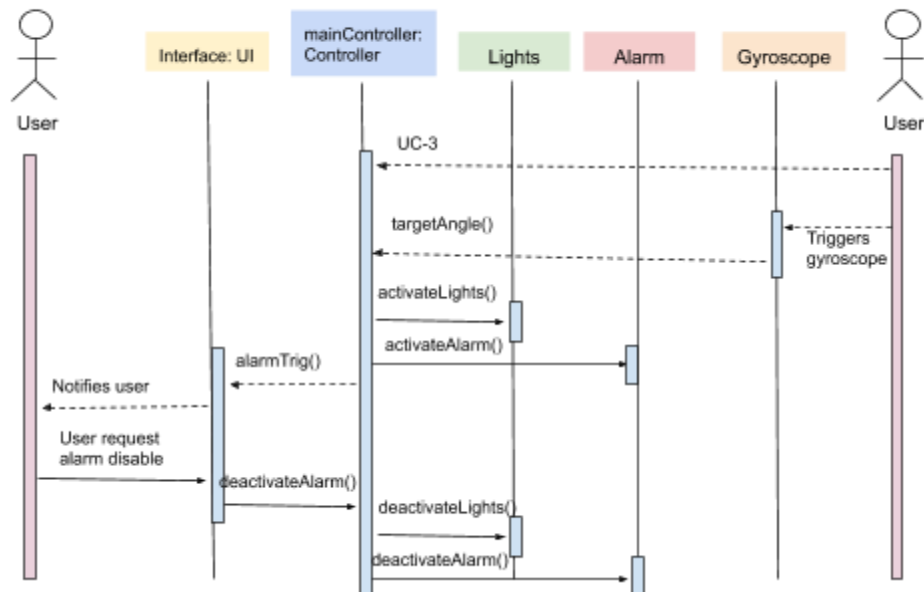 mainController:
Controller
Interface: UI
Lights
Alarm
Gyroscope
User
User
UC-3
targetAngle()
Triggers
gyroscope
activateLights()
activateAlarm()
alarmTrig()
Notifies user
User request
alarm disable
deactivateAlarm()
deactivateLights()
deactivateAlarm()